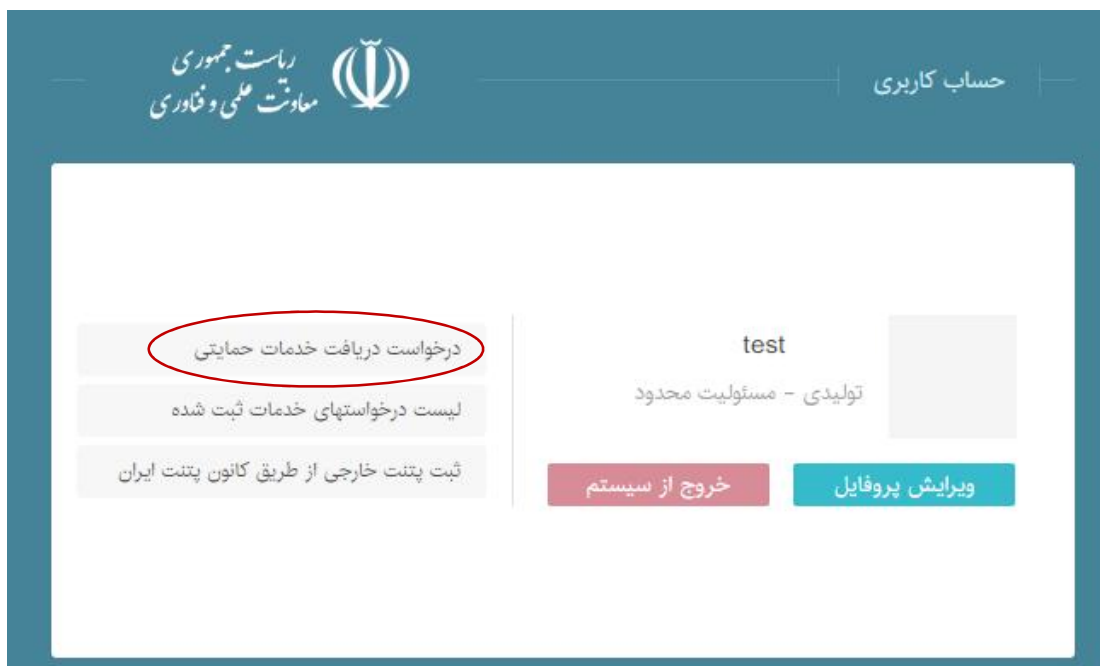 حساب کاربری
ریاست جمهوری
معاونت علمی و فناوری
test
تولیدی - مسئولیت محدود
ویرایش پروفایل
خروج از سیستم
درخواست دریافت خدمات حمایتی
لیست درخواستهای خدمات ثبت شده
ثبت پتنت خارجی از طریق کانون پتنت ایران